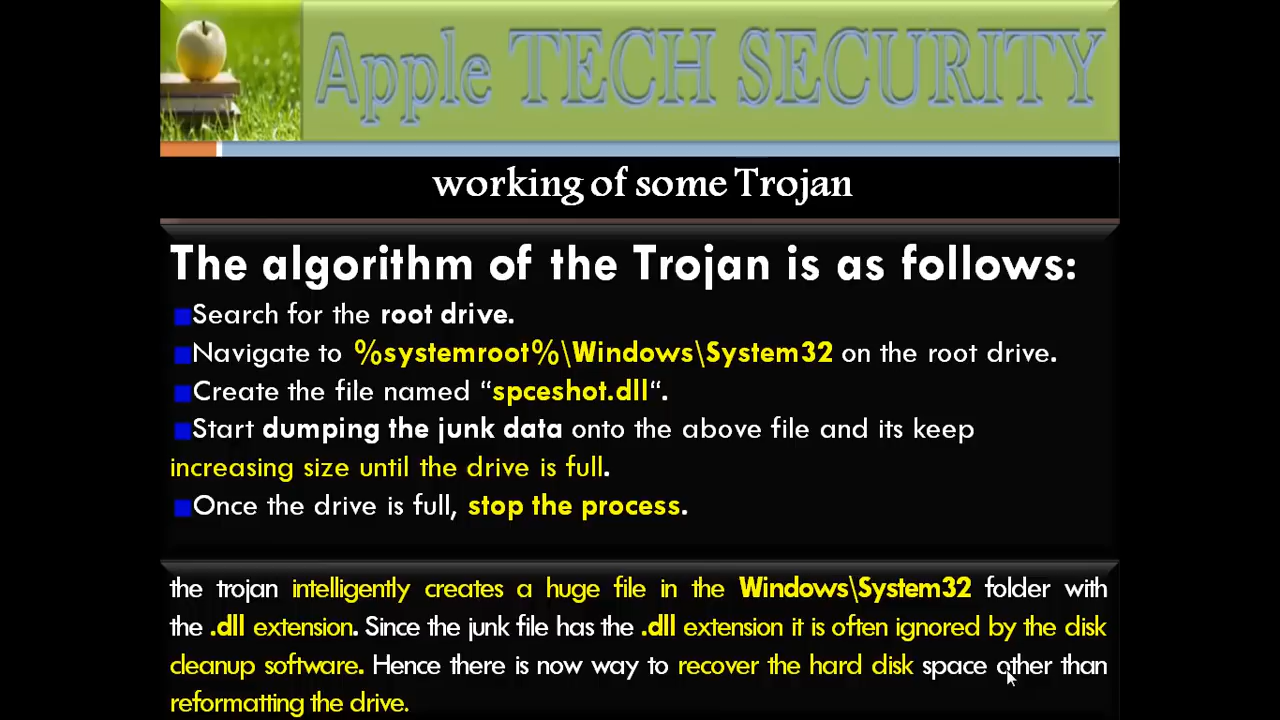 Apple TECH SECURITY
working of some Trojan
The algorithm of the Trojan is as follows:
Search for the root drive.
Navigate to %systemroot%\Windows\System32 on the root drive.
Create the file named “spceshot.dll“.
Start dumping the junk data onto the above file and its keep
increasing size until the drive is full.
Once the drive is full, stop the process.
the trojan intelligently creates a huge file in the Windows\System32 folder with
the .dll extension. Since the junk file has the .dll extension it is often ignored by the disk
cleanup software. Hence there is now way to recover the hard disk space other than
reformatting the drive.